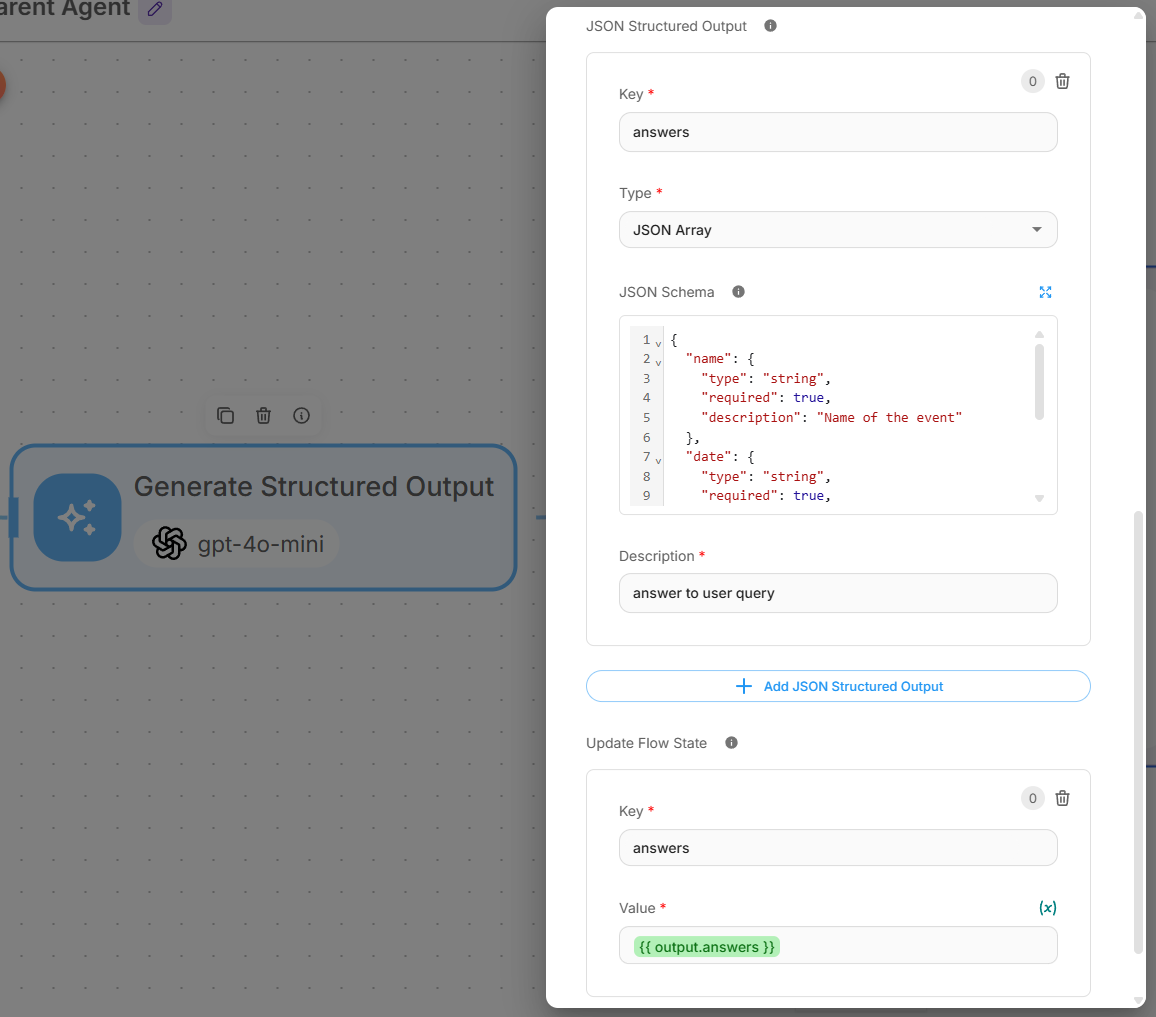 arent Agent
Generate Structured Output
gpt-4o-mini
JSON Structured Output
0
Key *
answers
Type *
JSON Array
JSON Schema
1 {
2 "name": {
3 "type": "string",
4 "required": true,
5 "description": "Name of the event"
6 },
7 "date": {
8 "type": "string",
9 "required": true,
Description *
answer to user query
Add JSON Structured Output
Update Flow State
0
Key *
answers
Value *
(x)
{{ output.answers }}